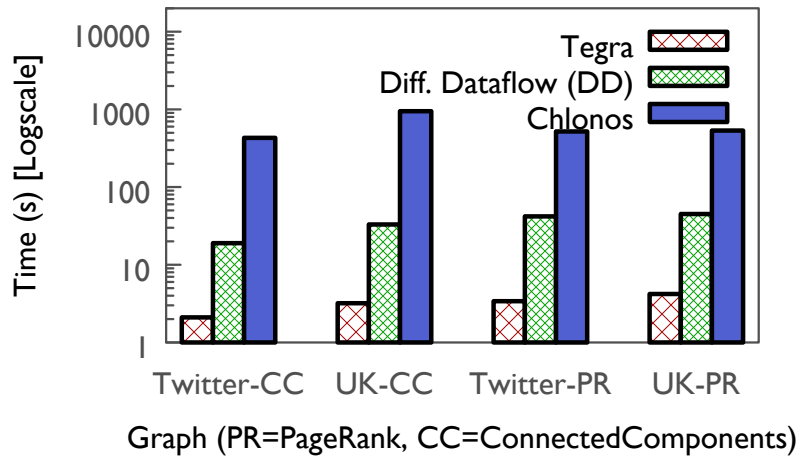 Time (s) [Logscale]
10000
1000
100
10
1
Tegra
Diff. Dataflow (DD)
Chlonos
Twitter-CC UK-CC Twitter-PR UK-PR
Graph (PR=PageRank, CC=ConnectedComponents)